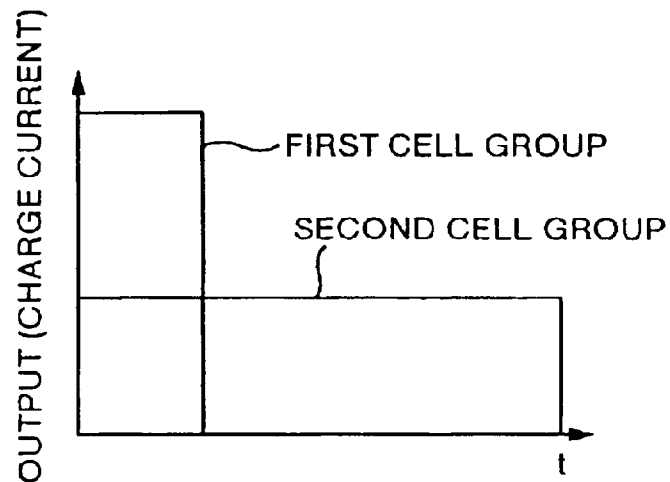 OUTPUT (CHARGE CURRENT)
FIRST CELL GROUP
SECOND CELL GROUP
t